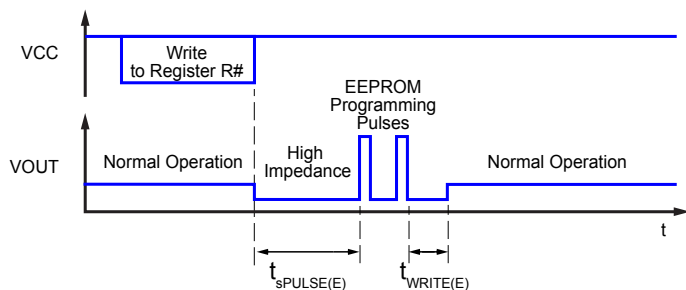 VCC
Write
to Register R#
EEPROM
Programming
Pulses
VOUT
Normal Operation
High
Impedance
Normal Operation
t
tsPULSE(E)
tWRITE(E)